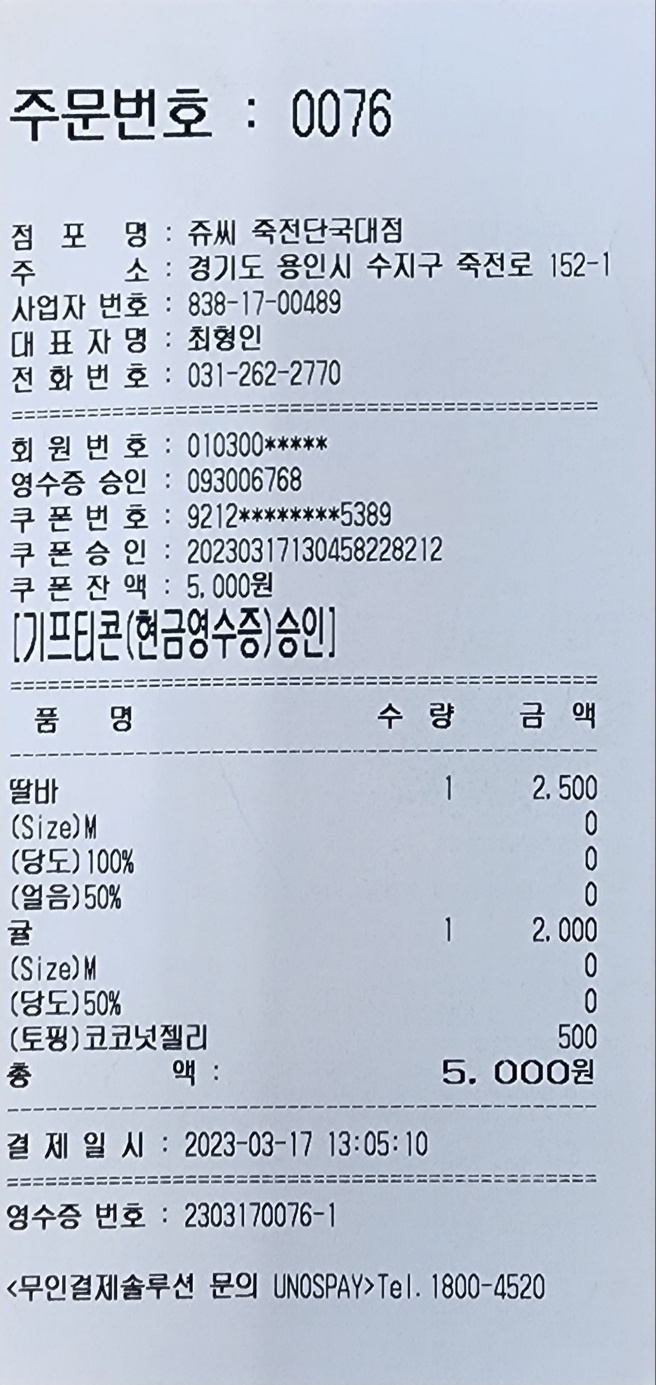 주문번호 : 0076
점 포 명 : 쥬씨 죽전단국대점
주 소 : 경기도 용인시 수지구 죽전로 152-1
사업자 번호 : 838-17-00489
대 표 자 명 : 최형인
전 화 번 호 : 031-262-2770
===============================================
회 원 번 호 : 010300*****
영수증 승인 : 093006768
쿠 폰 번 호 : 9212********5389
쿠 폰 승 인 : 20230317130458228212
쿠 폰 잔 액 : 5,000원
[기프티콘(현금영수증)승인]
===============================================
품 명 수 량 금 액
-----------------------------------------------
딸바 1 2,500
(Size)M 0
(당도)100% 0
(얼음)50% 0
귤 1 2,000
(Size)M 0
(당도)50% 0
(토핑)코코넛젤리 500
총 액 : 5,000원
-----------------------------------------------
결 제 일 시 : 2023-03-17 13:05:10
===============================================
영수증 번호 : 2303170076-1
<무인결제솔루션 문의 UNOSPAY>Tel.1800-4520